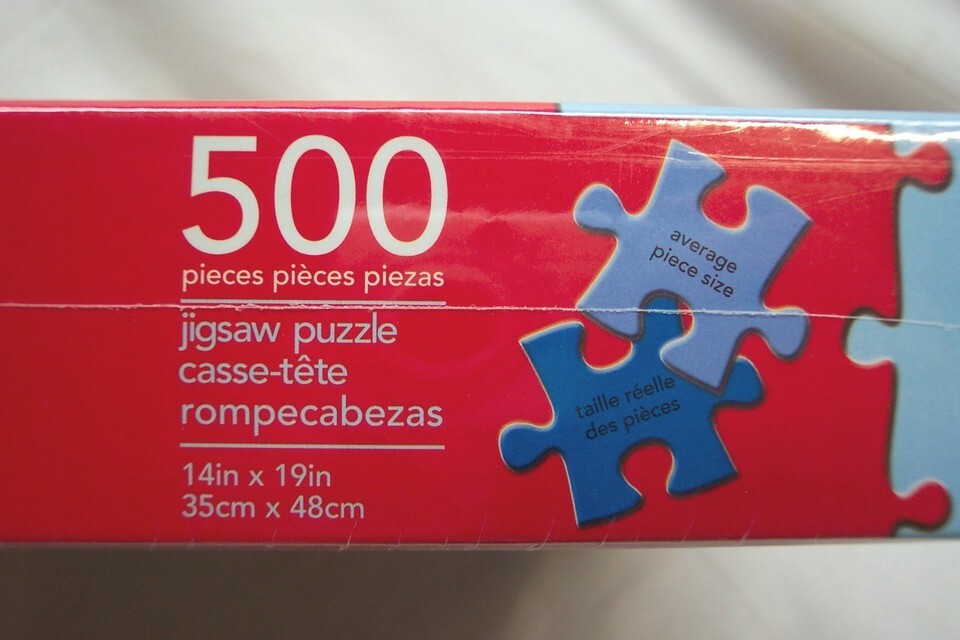 500
pieces pièces piezas
jigsaw puzzle
casse-tête
rompecabezas
14in x 19in
35cm x 48cm
average
piece size
taille réelle
des pièces